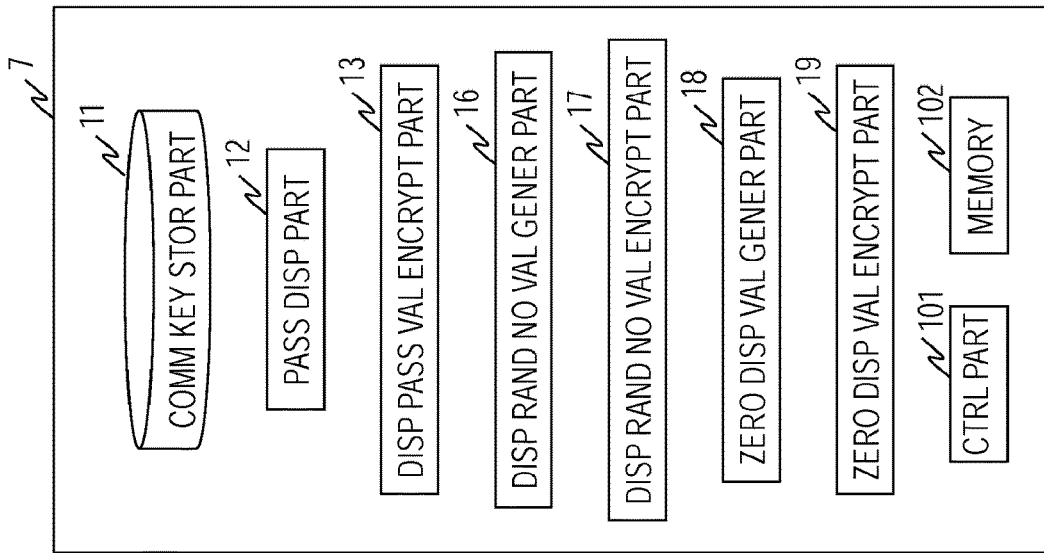 7
11
COMM KEY STOR PART
12
PASS DISP PART
13
DISP PASS VAL ENCRYPT PART
16
DISP RAND NO VAL GENER PART
17
DISP RAND NO VAL ENCRYPT PART
18
ZERO DISP VAL GENER PART
19
ZERO DISP VAL ENCRYPT PART
101
CTRL PART
102
MEMORY